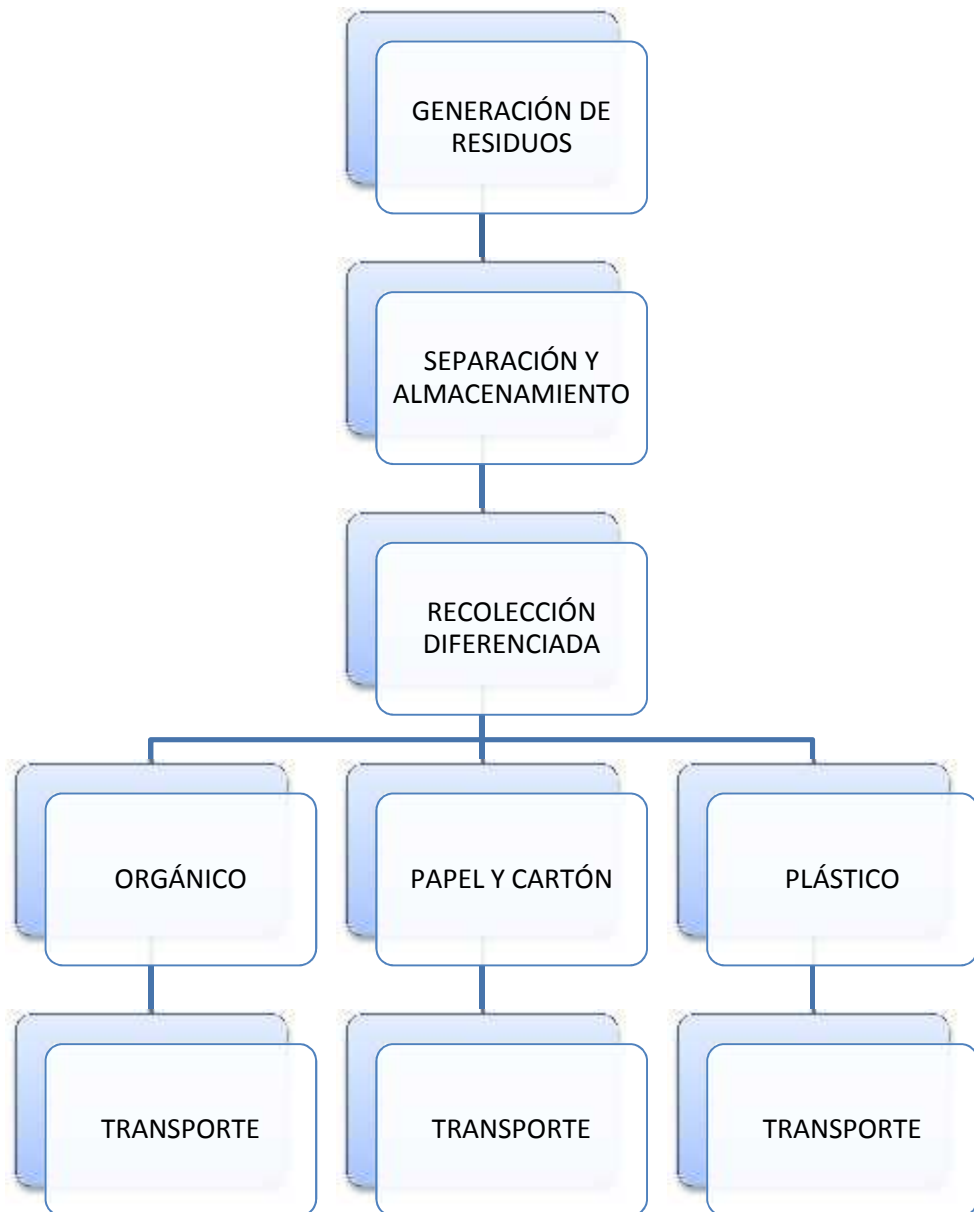 GENERACIÓN DE
RESIDUOS
SEPARACIÓN Y
ALMACENAMIENTO
RECOLECCIÓN
DIFERENCIADA
ORGÁNICO
PAPEL Y CARTÓN
PLÁSTICO
TRANSPORTE
TRANSPORTE
TRANSPORTE